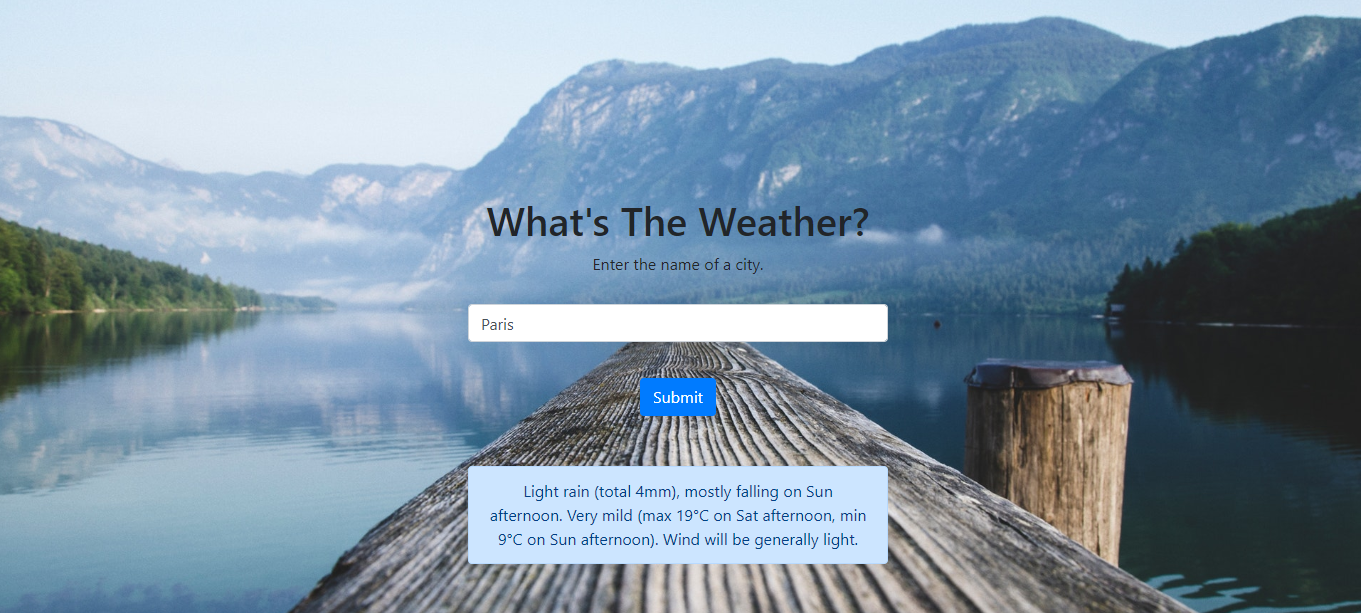 What's The Weather?
Enter the name of a city.
Paris
Submit
Light rain (total 4mm), mostly falling on Sun
afternoon. Very mild (max 19°C on Sat afternoon, min
9°C on Sun afternoon). Wind will be generally light.